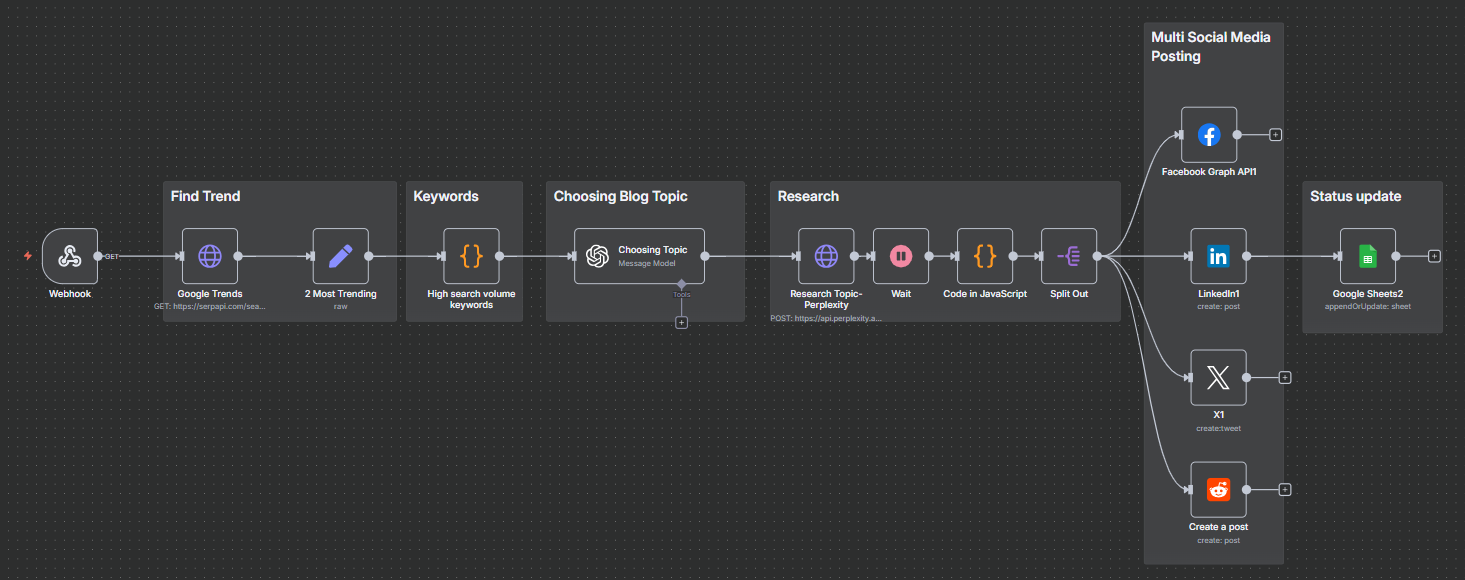 Multi Social Media
Posting
Facebook Graph API1
Find Trend
Keywords
Choosing Blog Topic
Research
Status update
GET
Webhook
Google Trends
GET: https://serpapi.com/sea...
2 Most Trending
raw
High search volume
keywords
Choosing Topic
Message Model
Tools
Research Topic-
Perplexity
POST: https://api.perplexity.a...
Wait
Code in JavaScript
Split Out
in
LinkedIn1
create: post
Google Sheets2
appendOrUpdate: sheet
X1
create:tweet
Create a post
create: post